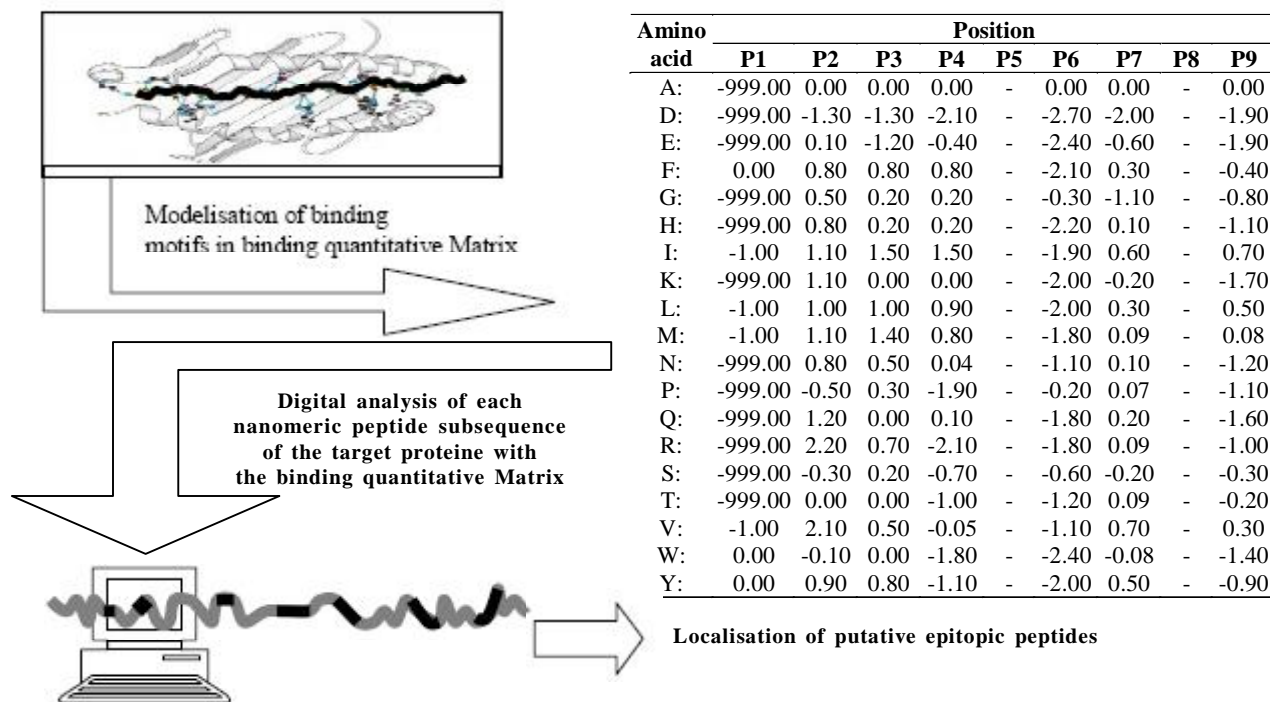 Modelisation of binding
motifs in binding quantitative Matrix
Digital analysis of each
nanomeric peptide subsequence
of the target proteine with
the binding quantitative Matrix
Amino Position
acid P1 P2 P3 P4 P5 P6 P7 P8 P9
A: -999.00 0.00 0.00 0.00 - 0.00 0.00 - 0.00
D: -999.00 -1.30 -1.30 -2.10 - -2.70 -2.00 - -1.90
E: -999.00 0.10 -1.20 -0.40 - -2.40 -0.60 - -1.90
F: 0.00 0.80 0.80 0.80 - -2.10 0.30 - -0.40
G: -999.00 0.50 0.20 0.20 - -0.30 -1.10 - -0.80
H: -999.00 0.80 0.20 0.20 - -2.20 0.10 - -1.10
I: -1.00 1.10 1.50 1.50 - -1.90 0.60 - 0.70
K: -999.00 1.10 0.00 0.00 - -2.00 -0.20 - -1.70
L: -1.00 1.00 1.00 0.90 - -2.00 0.30 - 0.50
M: -1.00 1.10 1.40 0.80 - -1.80 0.09 - 0.08
N: -999.00 0.80 0.50 0.04 - -1.10 0.10 - -1.20
P: -999.00 -0.50 0.30 -1.90 - -0.20 0.07 - -1.10
Q: -999.00 1.20 0.00 0.10 - -1.80 0.20 - -1.60
R: -999.00 2.20 0.70 -2.10 - -1.80 0.09 - -1.00
S: -999.00 -0.30 0.20 -0.70 - -0.60 -0.20 - -0.30
T: -999.00 0.00 0.00 -1.00 - -1.20 0.09 - -0.20
V: -1.00 2.10 0.50 -0.05 - -1.10 0.70 - 0.30
W: 0.00 -0.10 0.00 -1.80 - -2.40 -0.08 - -1.40
Y: 0.00 0.90 0.80 -1.10 - -2.00 0.50 - -0.90
Localisation of putative epitopic peptides